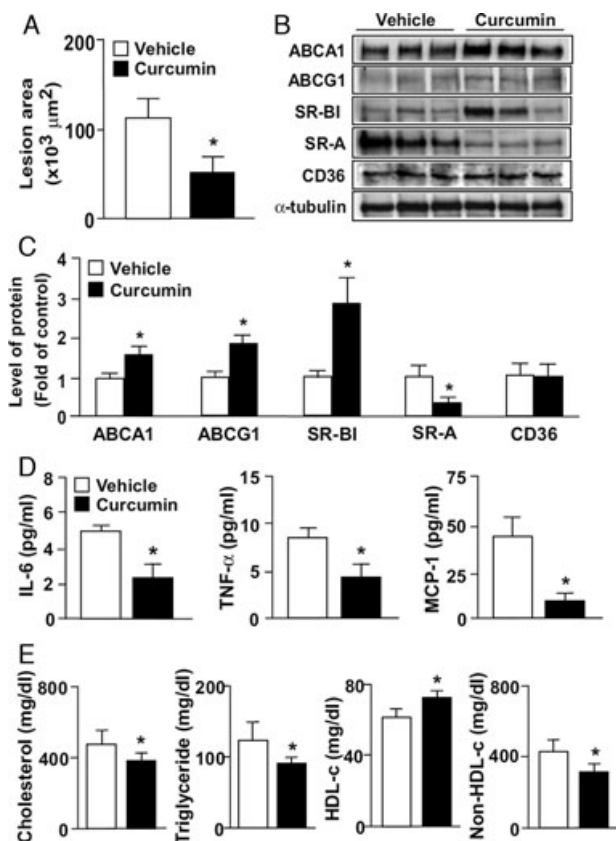 A
Lesion area
(x10³ µm²)
200
100
0
Vehicle
Curcumin
*
B
Vehicle Curcumin
ABCA1
ABCG1
SR-BI
SR-A
CD36
α-tubulin
C
Level of protein
(Fold of control)
4
3
2
1
0
Vehicle
Curcumin
* * * *
ABCA1 ABCG1 SR-BI SR-A CD36
D
IL-6 (pg/ml)
8
6
4
2
0
Vehicle
Curcumin
*
TNF-α (pg/ml)
15
10
5
0
*
MCP-1 (pg/ml)
75
50
25
0
*
E
Cholesterol (mg/dl)
800
400
0
*
Triglyceride (mg/dl)
200
100
0
*
HDL-c (mg/dl)
80
60
0
*
Non-HDL-c (mg/dl)
800
400
0
*